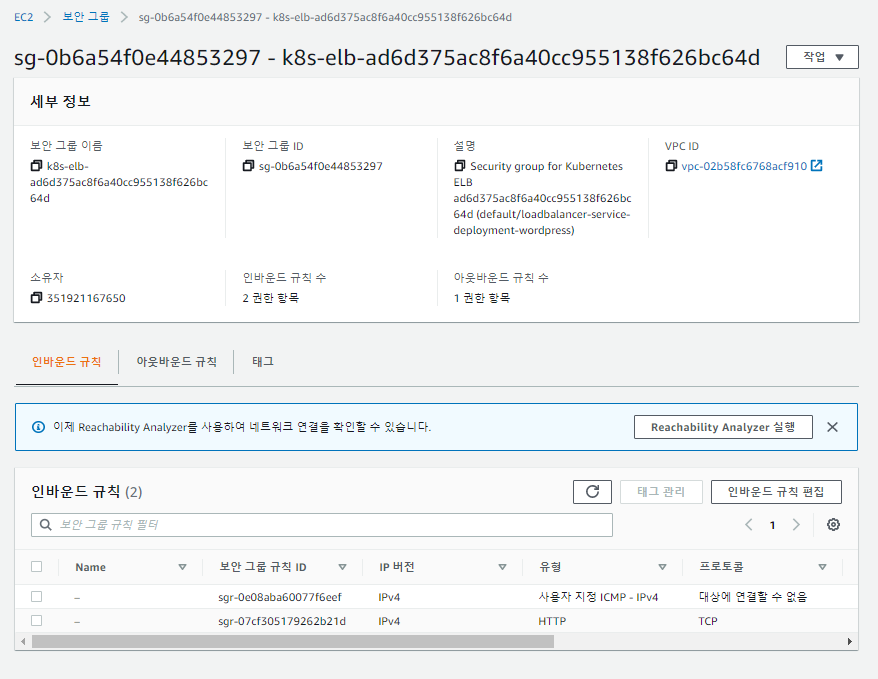 EC2 > 보안 그룹 > sg-0b6a54f0e44853297 - k8s-elb-ad6d375ac8f6a40cc955138f626bc64d
sg-0b6a54f0e44853297 - k8s-elb-ad6d375ac8f6a40cc955138f626bc64d
작업
세부 정보
보안 그룹 이름
k8s-elb-
ad6d375ac8f6a40cc955138f626bc
64d
보안 그룹 ID
sg-0b6a54f0e44853297
설명
Security group for Kubernetes
ELB
ad6d375ac8f6a40cc955138f626bc
64d (default/loadbalancer-service-
deployment-wordpress)
VPC ID
vpc-02b58fc6768acf910
소유자
351921167650
인바운드 규칙 수
2 권한 항목
아웃바운드 규칙 수
1 권한 항목
인바운드 규칙 아웃바운드 규칙 태그
이제 Reachability Analyzer를 사용하여 네트워크 연결을 확인할 수 있습니다.
Reachability Analyzer 실행
인바운드 규칙 (2)
태그 관리
인바운드 규칙 편집
보안 그룹 규칙 필터
1
Name 보안 그룹 규칙 ID IP 버전 유형 프로토콜
– sgr-0e08aba60077f6eef IPv4 사용자 지정 ICMP - IPv4 대상에 연결할 수 없음
– sgr-07cf305179262b21d IPv4 HTTP TCP